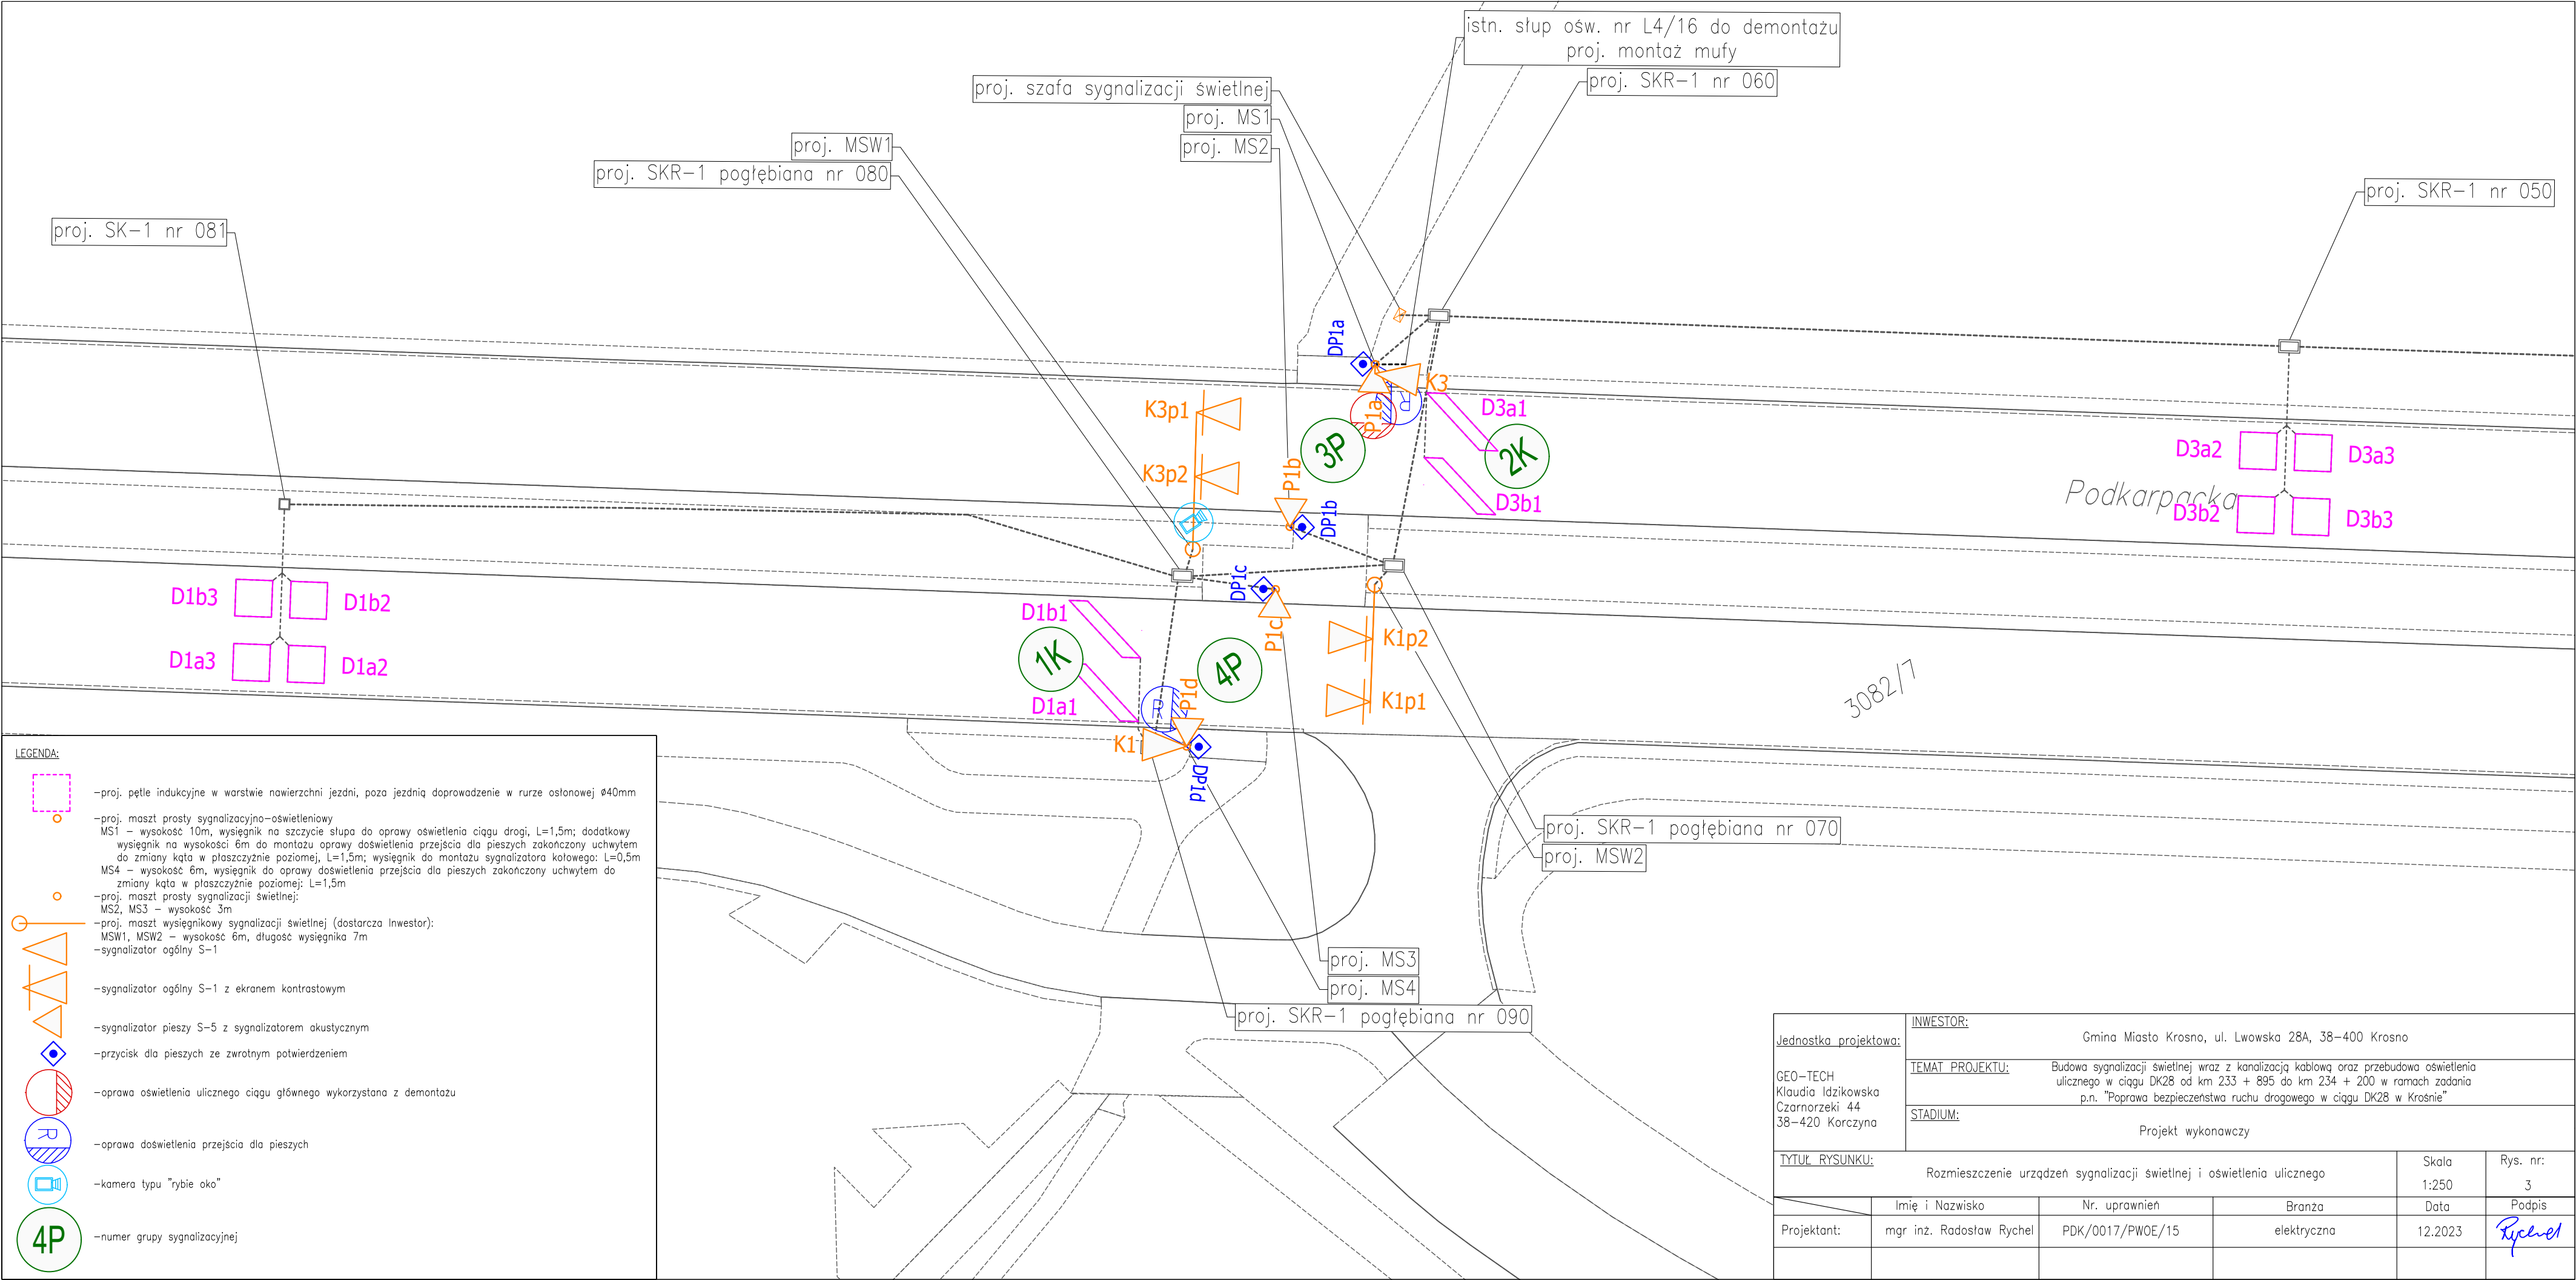 istn. słup ośw. nr L4/16 do demontażu
proj. montaż mufy
proj. SKR-1 nr 060
proj. szafa sygnalizacji świetlnej
proj. MS1
proj. MS2
proj. MSW1
proj. SKR-1 pogłębiana nr 080
proj. SKR-1 nr 050
proj. SK-1 nr 081
DP1a
K3
K3p1
P1a
D3a1
3P
2K
K3p2
P1b
D3b1
DP1b
D3a2
D3a3
Podkarpacka
D3b2
D3b3
DP1c
D1b3
D1b2
D1b1
P1c
K1p2
D1a3
D1a2
1K
4P
3082/7
D1a1
R
R
P1d
K1p1
K1
DP1d
proj. SKR-1 pogłębiana nr 070
proj. MSW2
proj. MS3
proj. MS4
proj. SKR-1 pogłębiana nr 090
LEGENDA:
-proj. pętle indukcyjne w warstwie nawierzchni jezdni, poza jezdnią doprowadzenie w rurze osłonowej ø40mm
-proj. maszt prosty sygnalizacyjno-oświetleniowy
MS1 - wysokość 10m, wysięgnik na szczycie słupa do oprawy oświetlenia ciągu drogi, L=1,5m; dodatkowy
wysięgnik na wysokości 6m do montażu oprawy doświetlenia przejścia dla pieszych zakończony uchwytem
do zmiany kąta w płaszczyźnie poziomej, L=1,5m; wysięgnik do montażu sygnalizatora kołowego: L=0,5m
MS4 - wysokość 6m, wysięgnik do oprawy doświetlenia przejścia dla pieszych zakończony uchwytem do
zmiany kąta w płaszczyźnie poziomej: L=1,5m
-proj. maszt prosty sygnalizacji świetlnej:
MS2, MS3 - wysokość 3m
-proj. maszt wysięgnikowy sygnalizacji świetlnej (dostarcza Inwestor):
MSW1, MSW2 - wysokość 6m, długość wysięgnika 7m
-sygnalizator ogólny S-1
-sygnalizator ogólny S-1 z ekranem kontrastowym
-sygnalizator pieszy S-5 z sygnalizatorem akustycznym
-przycisk dla pieszych ze zwrotnym potwierdzeniem
-oprawa oświetlenia ulicznego ciągu głównego wykorzystana z demontażu
R
-oprawa doświetlenia przejścia dla pieszych
-kamera typu "rybie oko"
4P
-numer grupy sygnalizacyjnej
Jednostka projektowa:
GEO-TECH
Klaudia Idzikowska
Czarnorzeki 44
38-420 Korczyna
INWESTOR:
Gmina Miasto Krosno, ul. Lwowska 28A, 38-400 Krosno
TEMAT PROJEKTU:
Budowa sygnalizacji świetlnej wraz z kanalizacją kablową oraz przebudowa oświetlenia
ulicznego w ciągu DK28 od km 233 + 895 do km 234 + 200 w ramach zadania
p.n. "Poprawa bezpieczeństwa ruchu drogowego w ciągu DK28 w Krośnie"
STADIUM:
Projekt wykonawczy
TYTUŁ RYSUNKU:
Rozmieszczenie urządzeń sygnalizacji świetlnej i oświetlenia ulicznego
Skala
1:250
Rys. nr:
3
Imię i Nazwisko
Nr. uprawnień
Branża
Data
Podpis
Projektant:
mgr inż. Radosław Rychel
PDK/0017/PWOE/15
elektryczna
12.2023
Rychel